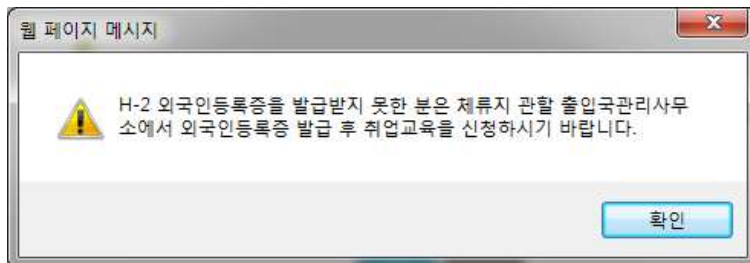 웹 페이지 메시지
H-2 외국인등록증을 발급받지 못한 분은 체류지 관할 출입국관리사무
소에서 외국인등록증 발급 후 취업교육을 신청하시기 바랍니다.
확인